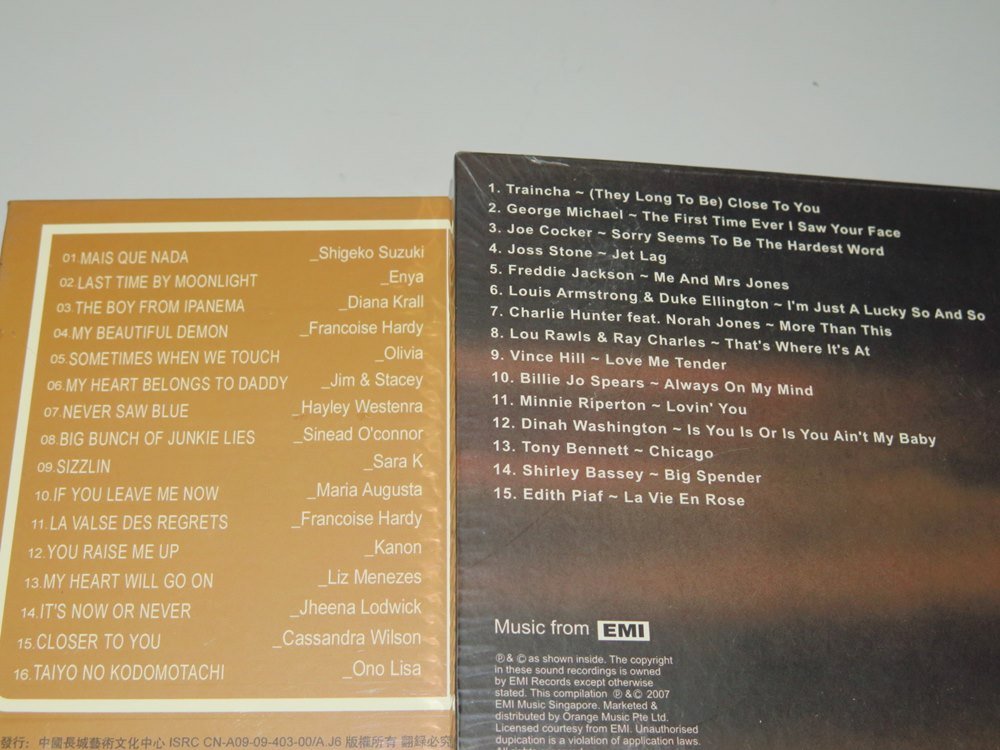 01 MAIS QUE NADA _Shigeko Suzuki
02 LAST TIME BY MOONLIGHT _Enya
03. THE BOY FROM IPANEMA _Diana Krall
04. MY BEAUTIFUL DEMON _Francoise Hardy
05. SOMETIMES WHEN WE TOUCH _Olivia
06. MY HEART BELONGS TO DADDY _Jim & Stacey
07. NEVER SAW BLUE _Hayley Westenra
08. BIG BUNCH OF JUNKIE LIES _Sinead O'connor
09. SIZZLIN _Sara K
10. IF YOU LEAVE ME NOW _Maria Augusta
11. LA VALSE DES REGRETS _Francoise Hardy
12. YOU RAISE ME UP _Kanon
13. MY HEART WILL GO ON _Liz Menezes
14. IT'S NOW OR NEVER _Jheena Lodwick
15. CLOSER TO YOU _Cassandra Wilson
16. TAIYO NO KODOMOTACHI _Ono Lisa
發行: 中國長城藝術文化中心 ISRC CN-A09-09-403-00/A J6 版權所有 翻錄必究
1. Traincha ~ (They Long To Be) Close To You
2. George Michael ~ The First Time Ever I Saw Your Face
3. Joe Cocker ~ Sorry Seems To Be The Hardest Word
4. Joss Stone ~ Jet Lag
5. Freddie Jackson ~ Me And Mrs Jones
6. Louis Armstrong & Duke Ellington ~ I'm Just A Lucky So And So
7. Charlie Hunter feat. Norah Jones ~ More Than This
8. Lou Rawls & Ray Charles ~ That's Where It's At
9. Vince Hill ~ Love Me Tender
10. Billie Jo Spears ~ Always On My Mind
11. Minnie Riperton ~ Lovin' You
12. Dinah Washington ~ Is You Is Or Is You Ain't My Baby
13. Tony Bennett ~ Chicago
14. Shirley Bassey ~ Big Spender
15. Edith Piaf ~ La Vie En Rose
Music from EMI
℗ & © as shown inside. The copyright
in these sound recordings is owned
by EMI Records except otherwise
stated. This compilation ℗ & © 2007
EMI Music Singapore. Marketed &
distributed by Orange Music Pte Ltd.
Licensed courtesy from EMI. Unauthorised
dupication is a violation of application laws.